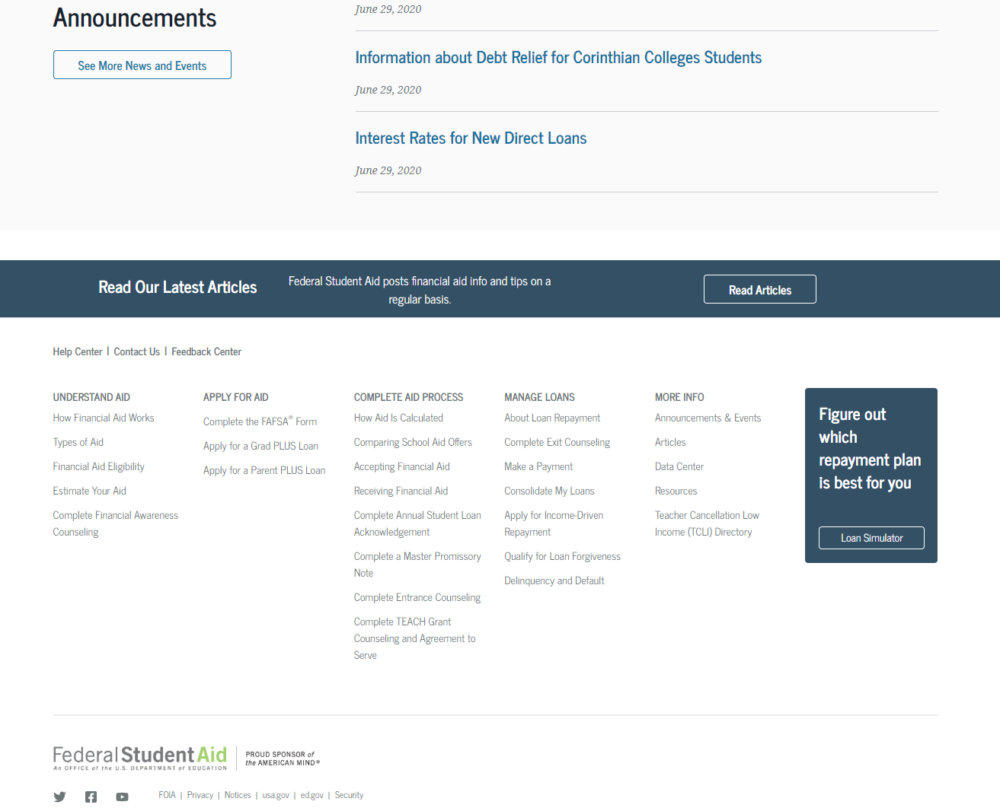 Announcements
See More News and Events
June 29, 2020
Information about Debt Relief for Corinthian Colleges Students
June 29, 2020
Interest Rates for New Direct Loans
June 29, 2020
Read Our Latest Articles
Federal Student Aid posts financial aid info and tips on a
regular basis.
Read Articles
Help Center | Contact Us | Feedback Center
UNDERSTAND AID
How Financial Aid Works
Types of Aid
Financial Aid Eligibility
Estimate Your Aid
Complete Financial Awareness
Counseling
APPLY FOR AID
Complete the FAFSA® Form
Apply for a Grad PLUS Loan
Apply for a Parent PLUS Loan
COMPLETE AID PROCESS
How Aid Is Calculated
Comparing School Aid Offers
Accepting Financial Aid
Receiving Financial Aid
Complete Annual Student Loan
Acknowledgement
Complete a Master Promissory
Note
Complete Entrance Counseling
Complete TEACH Grant
Counseling and Agreement to
Serve
MANAGE LOANS
About Loan Repayment
Complete Exit Counseling
Make a Payment
Consolidate My Loans
Apply for Income-Driven
Repayment
Qualify for Loan Forgiveness
Delinquency and Default
MORE INFO
Announcements & Events
Articles
Data Center
Resources
Teacher Cancellation Low
Income (TCLI) Directory
Figure out
which
repayment plan
is best for you
Loan Simulator
Federal Student Aid
An OFFICE of the U.S. DEPARTMENT of EDUCATION
PROUD SPONSOR of
the AMERICAN MIND®
FOIA | Privacy | Notices | usa.gov | ed.gov | Security